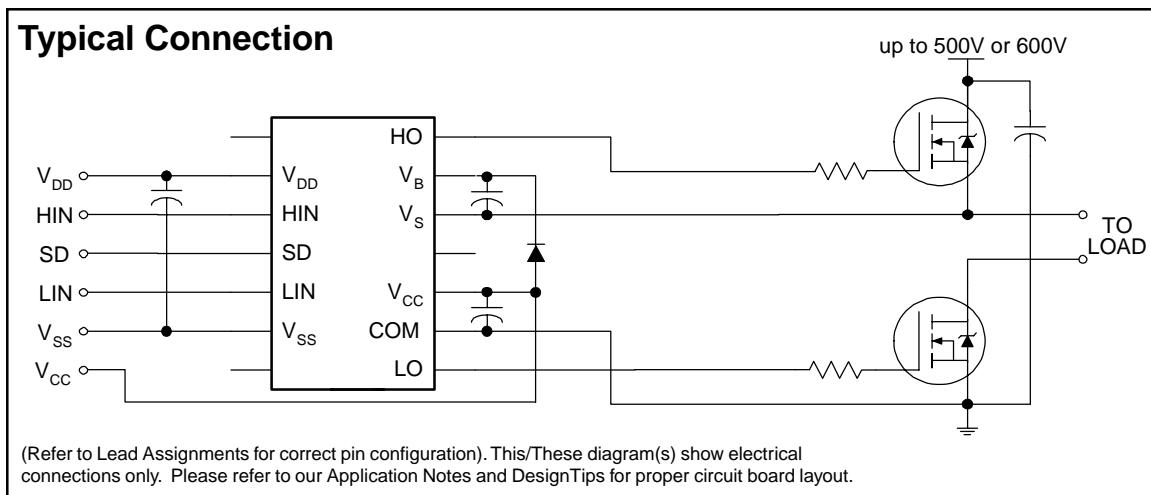 Typical Connection
up to 500V or 600V
HO
VDD
VDD
VB
HIN
HIN
VS
TO
LOAD
SD
SD
LIN
LIN
VCC
VSS
VSS
COM
VCC
LO
(Refer to Lead Assignments for correct pin configuration). This/These diagram(s) show electrical
connections only. Please refer to our Application Notes and DesignTips for proper circuit board layout.